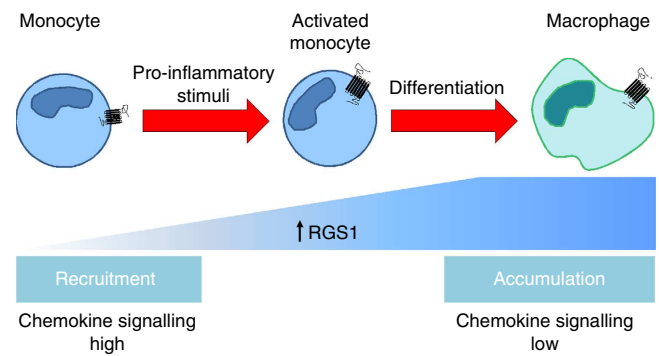 Monocyte
Pro-inflammatory
stimuli
Activated
monocyte
Differentiation
Macrophage
↑ RGS1
Recruitment
Accumulation
Chemokine signalling
high
Chemokine signalling
low